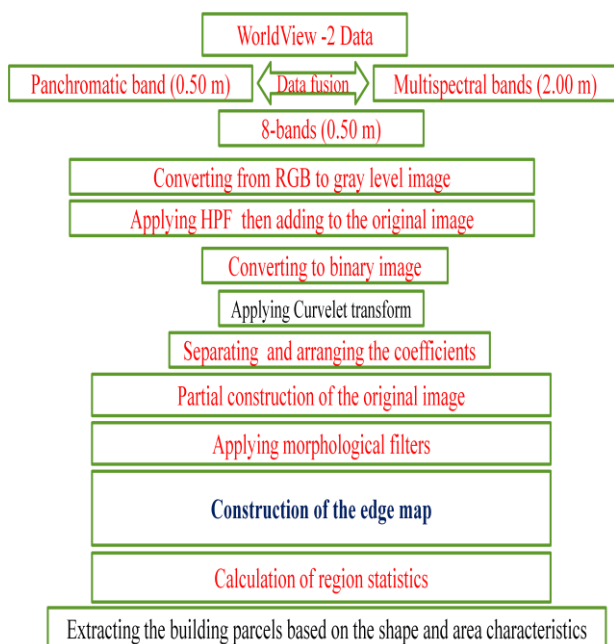 WorldView -2 Data
Panchromatic band (0.50 m)
Data fusion
Multispectral bands (2.00 m)
8-bands (0.50 m)
Converting from RGB to gray level image
Applying HPF then adding to the original image
Converting to binary image
Applying Curvelet transform
Separating and arranging the coefficients
Partial construction of the original image
Applying morphological filters
Construction of the edge map
Calculation of region statistics
Extracting the building parcels based on the shape and area characteristics